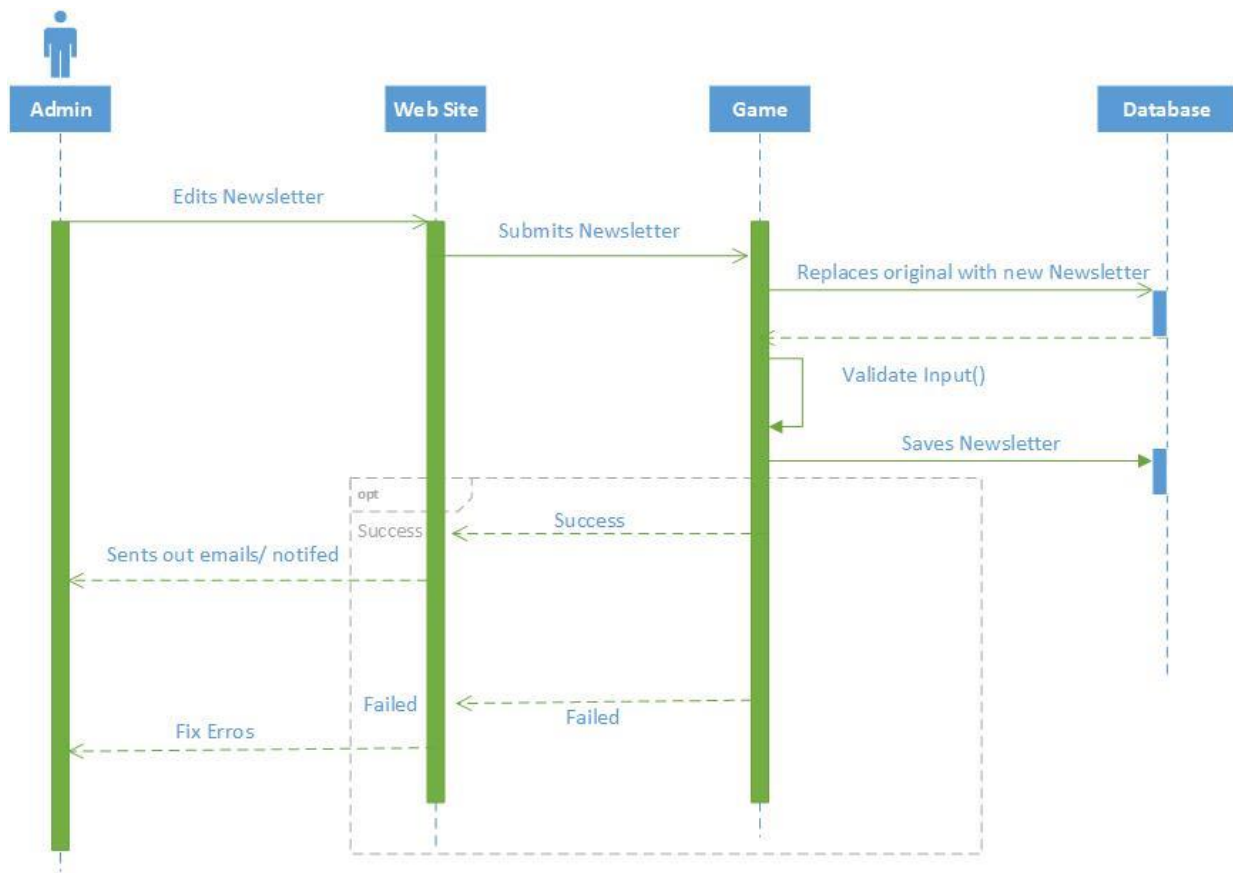 Admin
Web Site
Game
Database
Edits Newsletter
Submits Newsletter
Replaces original with new Newsletter
Validate Input()
Saves Newsletter
opt
Success
Success
Sents out emails/ notifed
Failed
Failed
Fix Erros